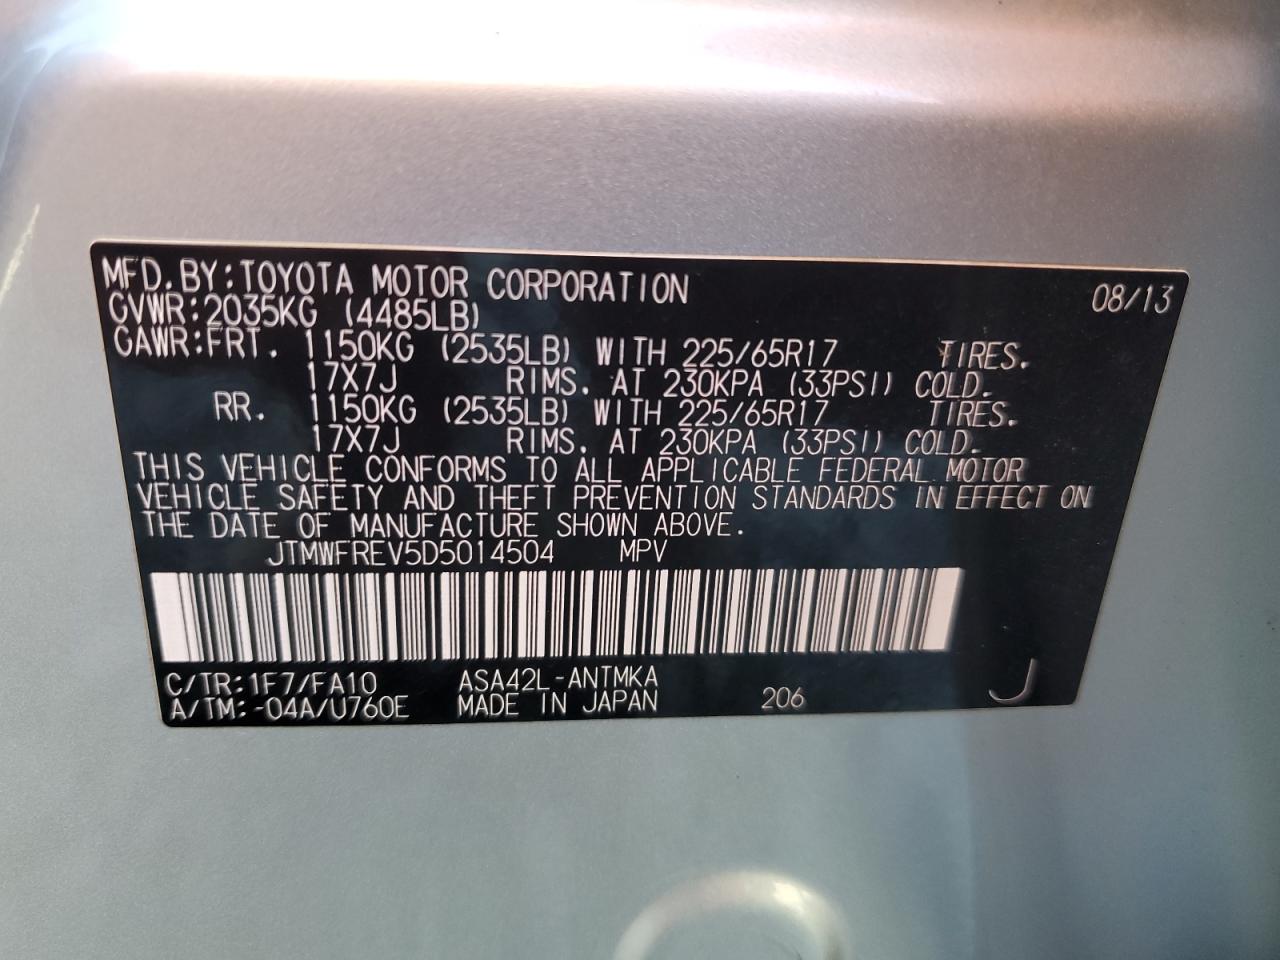 MFD.BY:TOYOTA MOTOR CORPORATION 08/13
GVWR:2035KG (4485LB)
GAWR:FRT. 1150KG (2535LB) WITH 225/65R17 TIRES.
17X7J RIMS. AT 230KPA (33PSI) COLD.
RR. 1150KG (2535LB) WITH 225/65R17 TIRES.
17X7J RIMS. AT 230KPA (33PSI) COLD.
THIS VEHICLE CONFORMS TO ALL APPLICABLE FEDERAL MOTOR
VEHICLE SAFETY AND THEFT PREVENTION STANDARDS IN EFFECT ON
THE DATE OF MANUFACTURE SHOWN ABOVE.
JTMWFREV5D5014504 MPV
C/TR:1F7/FA10 ASA42L-ANTMKA
A/TM:-04A/U760E MADE IN JAPAN 206 J